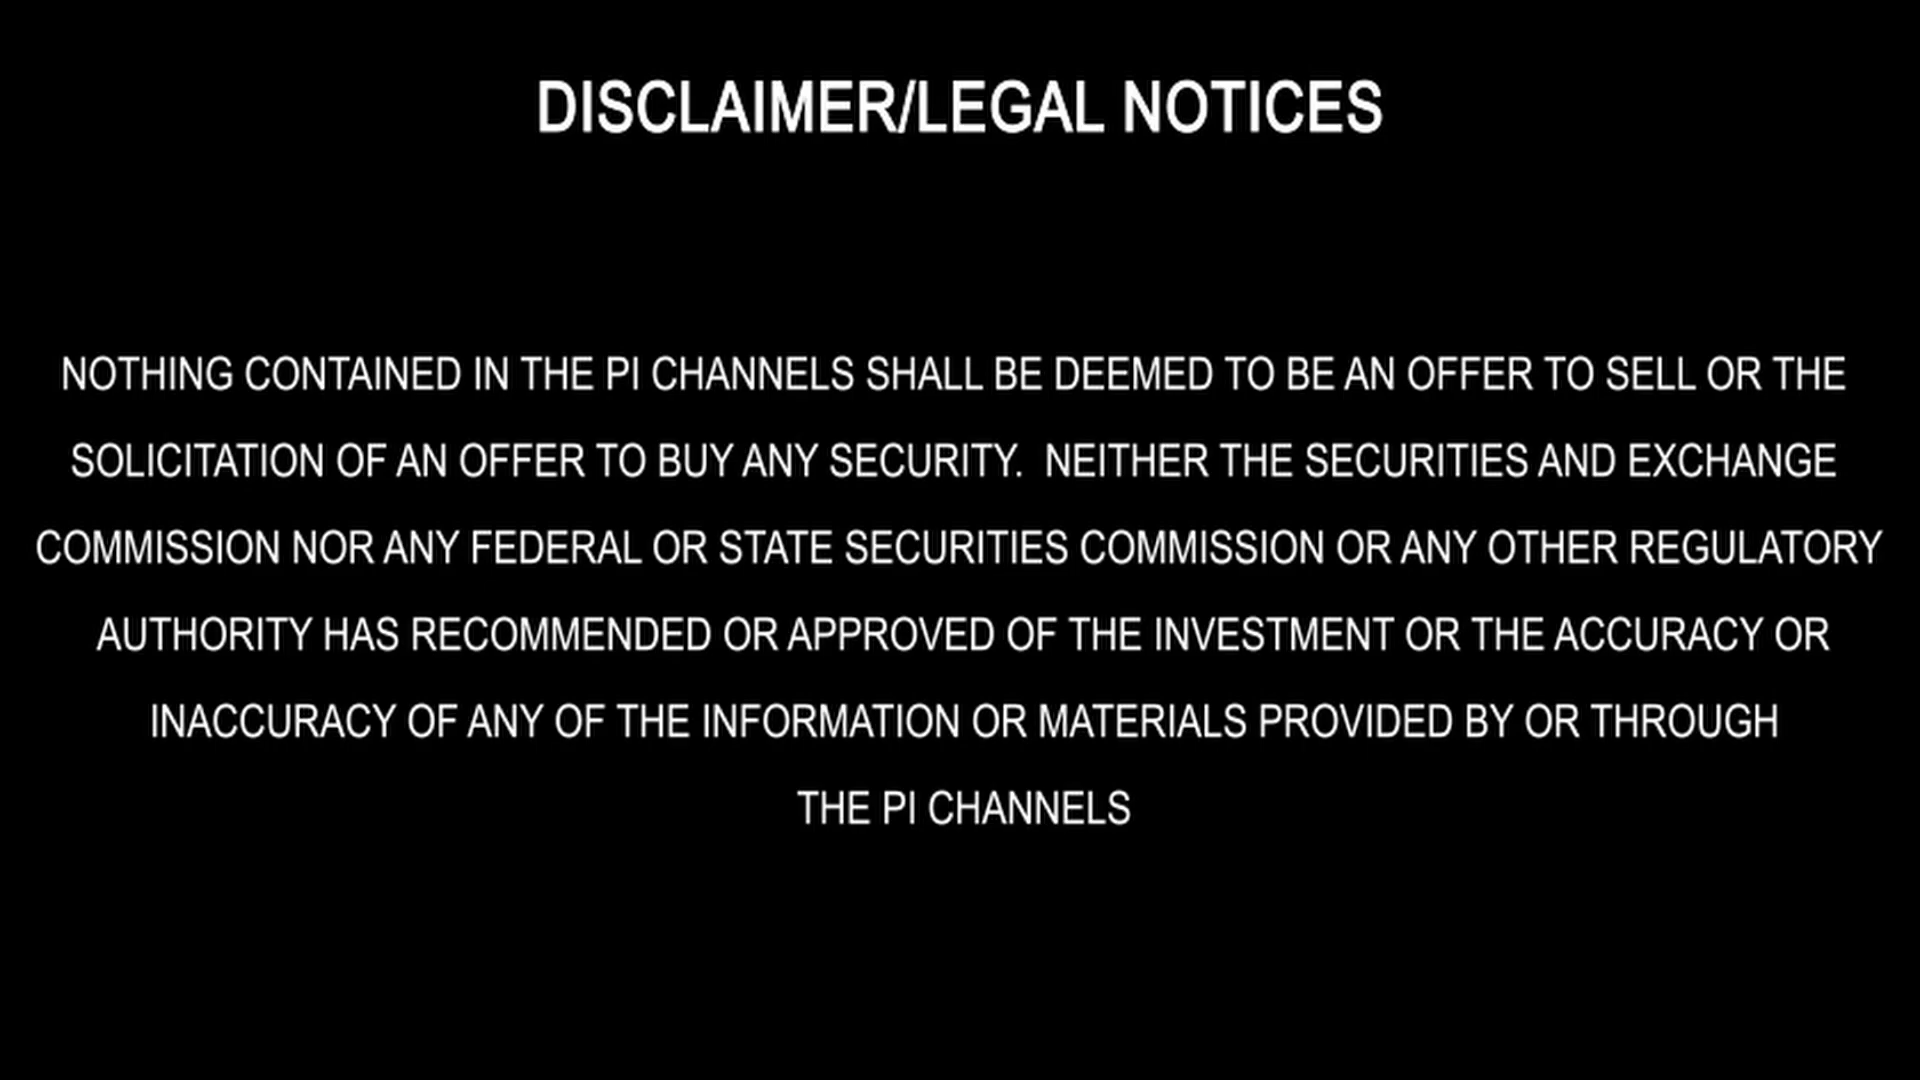 DISCLAIMER/LEGAL NOTICES
NOTHING CONTAINED IN THE PI CHANNELS SHALL BE DEEMED TO BE AN OFFER TO SELL OR THE
SOLICITATION OF AN OFFER TO BUY ANY SECURITY.  NEITHER THE SECURITIES AND EXCHANGE
COMMISSION NOR ANY FEDERAL OR STATE SECURITIES COMMISSION OR ANY OTHER REGULATORY
AUTHORITY HAS RECOMMENDED OR APPROVED OF THE INVESTMENT OR THE ACCURACY OR
INACCURACY OF ANY OF THE INFORMATION OR MATERIALS PROVIDED BY OR THROUGH
THE PI CHANNELS